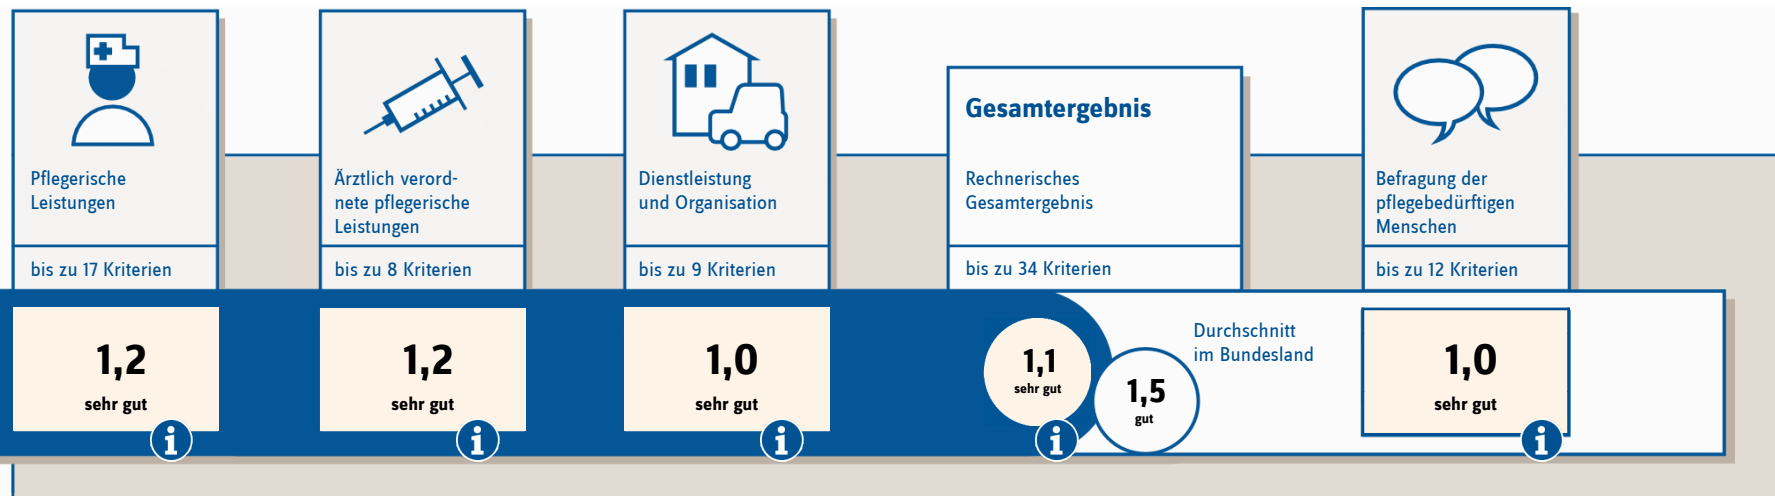 Pflegerische
Leistungen
bis zu 17 Kriterien
1,2
sehr gut
i
Ärztlich verord-
nete pflegerische
Leistungen
bis zu 8 Kriterien
1,2
sehr gut
i
Dienstleistung
und Organisation
bis zu 9 Kriterien
1,0
sehr gut
i
Gesamtergebnis
Rechnerisches
Gesamtergebnis
bis zu 34 Kriterien
1,1
sehr gut
i
1,5
gut
Durchschnitt
im Bundesland
Befragung der
pflegebedürftigen
Menschen
bis zu 12 Kriterien
1,0
sehr gut
i